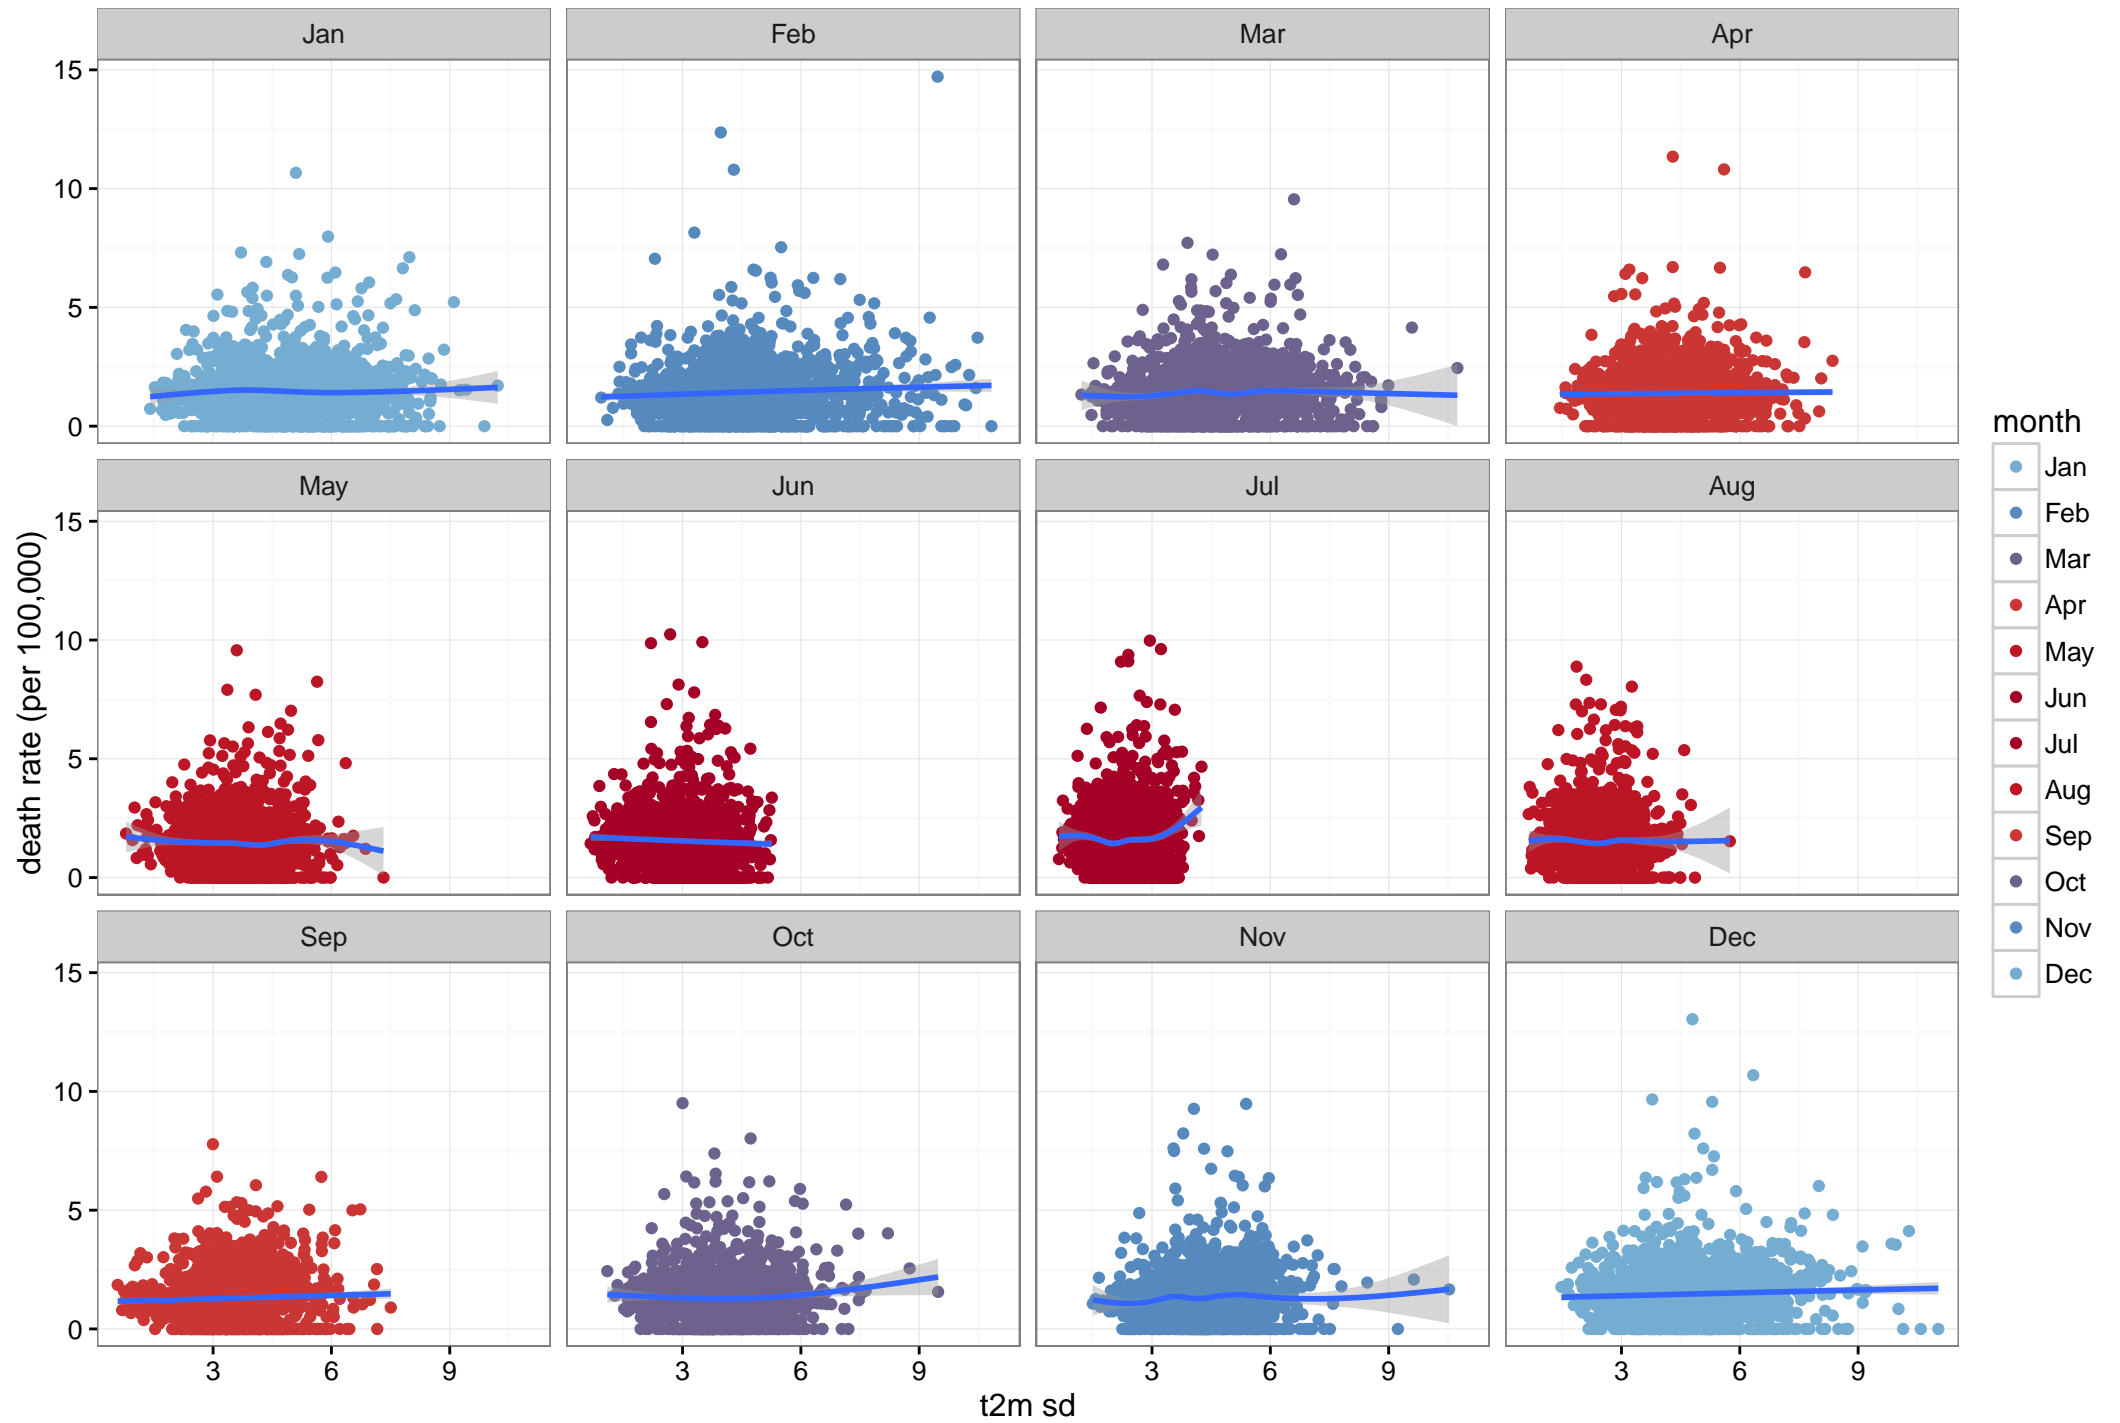 Jan Feb Mar Apr
15
10
5
0
May Jun Jul Aug
15
10
5
0
Sep Oct Nov Dec
15
10
5
0
3 6 9 3 6 9 3 6 9 3 6 9
t2m sd
death rate (per 100,000)
month
Jan
Feb
Mar
Apr
May
Jun
Jul
Aug
Sep
Oct
Nov
Dec